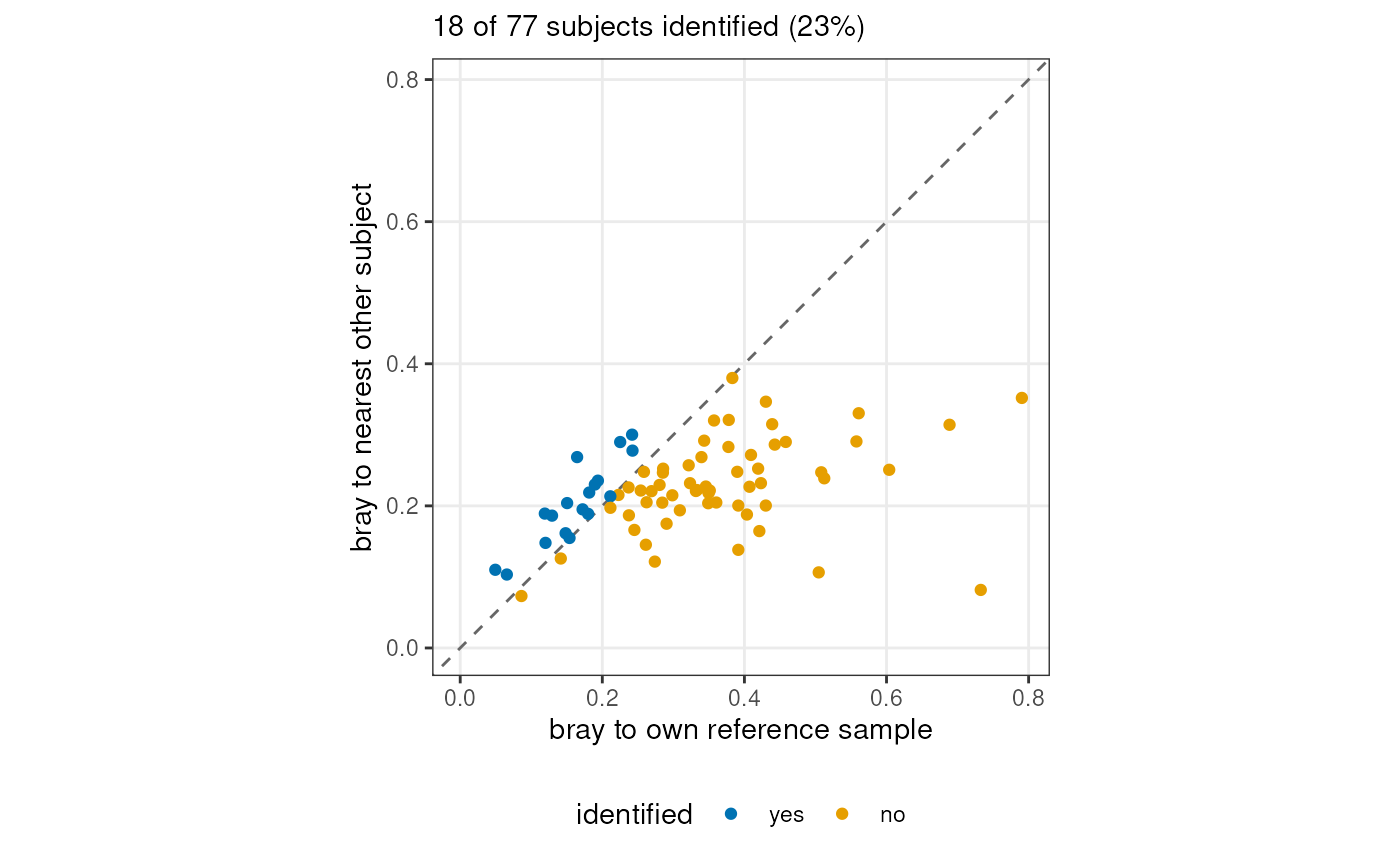 18 of 77 subjects identified (23%)
bray to nearest other subject
0.8
0.6
0.4
0.2
0.0
0.0 0.2 0.4 0.6 0.8
bray to own reference sample
identified yes no